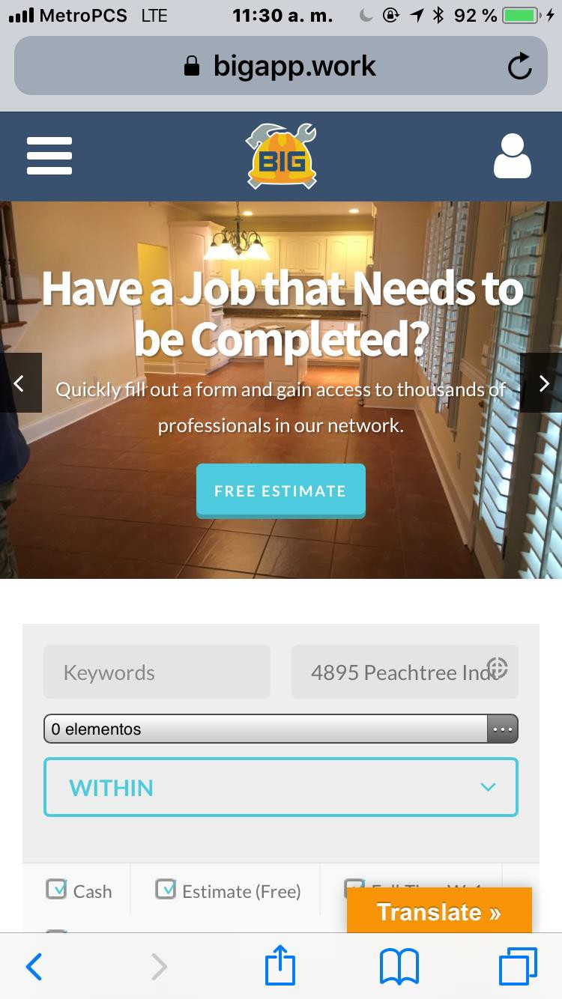 MetroPCS LTE 11:30 a. m. 92 %
bigapp.work
BIG
Have a Job that Needs to
be Completed?
Quickly fill out a form and gain access to thousands of
professionals in our network.
FREE ESTIMATE
Keywords
4895 Peachtree Ind
0 elementos
WITHIN
Cash
Estimate (Free)
Translate »